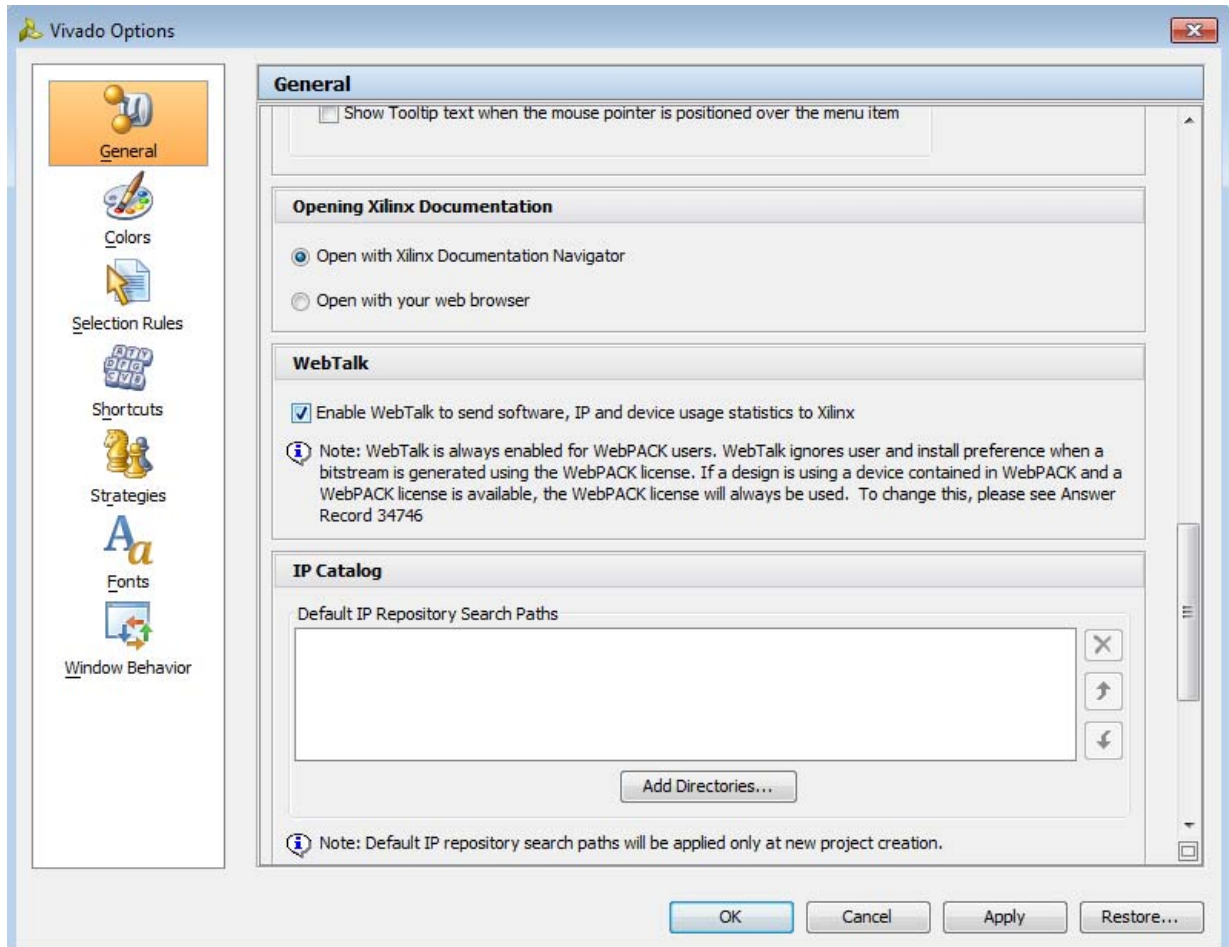 Vivado Options
General
Colors
Selection Rules
Shortcuts
Strategies
Fonts
Window Behavior
General
Show Tooltip text when the mouse pointer is positioned over the menu item
Opening Xilinx Documentation
Open with Xilinx Documentation Navigator
Open with your web browser
WebTalk
Enable WebTalk to send software, IP and device usage statistics to Xilinx
Note: WebTalk is always enabled for WebPACK users. WebTalk ignores user and install preference when a
bitstream is generated using the WebPACK license. If a design is using a device contained in WebPACK and a
WebPACK license is available, the WebPACK license will always be used. To change this, please see Answer
Record 34746
IP Catalog
Default IP Repository Search Paths
Add Directories...
Note: Default IP repository search paths will be applied only at new project creation.
OK
Cancel
Apply
Restore...